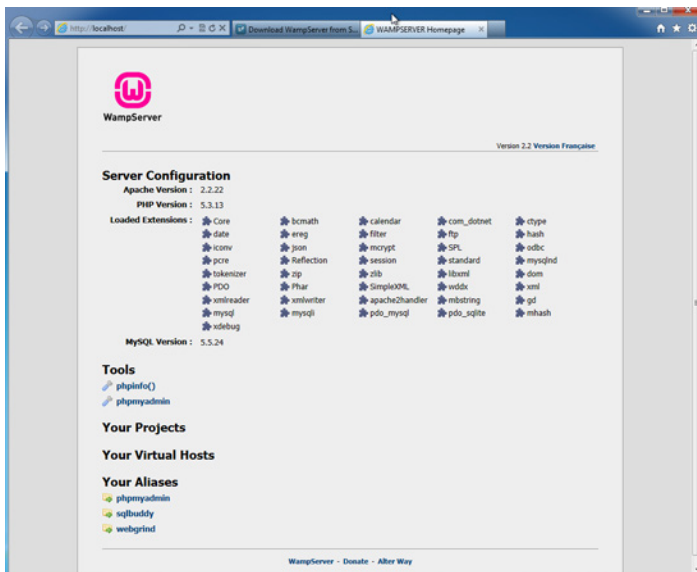 http://localhost/
Download WampServer from S...
WAMPSERVER Homepage
WampServer
Version 2.2 Version Française
Server Configuration
Apache Version : 2.2.22
PHP Version : 5.3.13
Loaded Extensions : Core bcmath calendar com_dotnet ctype
date ereg filter ftp hash
iconv json mcrypt SPL odbc
pcre Reflection session standard mysqlnd
tokenizer zip zlib libxml dom
PDO Phar SimpleXML wddx xml
xmlreader xmlwriter apache2handler mbstring gd
mysql mysqli pdo_mysql pdo_sqlite mhash
xdebug
MySQL Version : 5.5.24
Tools
phpinfo()
phpmyadmin
Your Projects
Your Virtual Hosts
Your Aliases
phpmyadmin
sqlbuddy
webgrind
WampServer - Donate - Alter Way